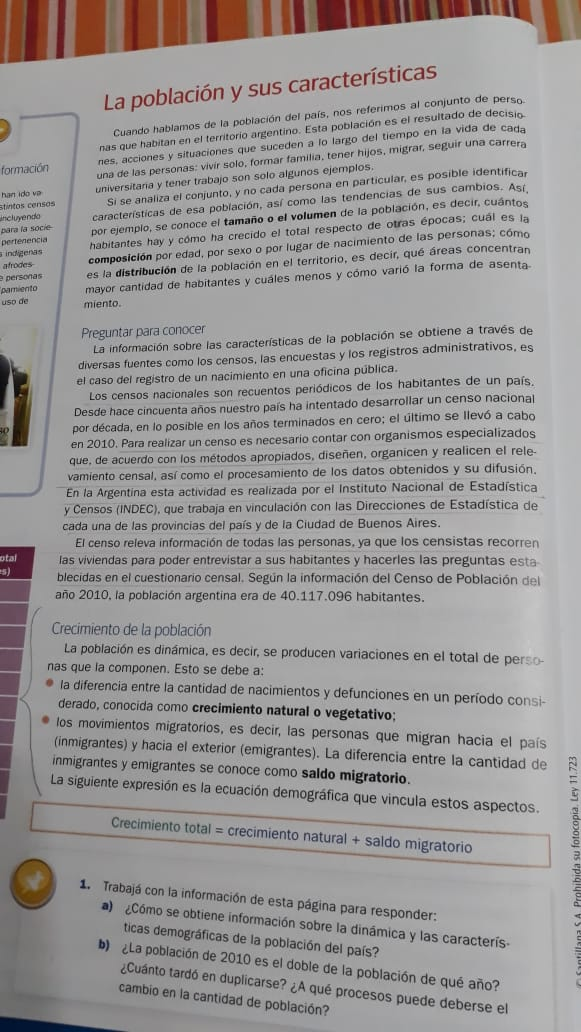 La población y sus características
Cuando hablamos de la población del país, nos referimos al conjunto de perso-
nas que habitan en el territorio argentino. Esta población es el resultado de decisio-
nes, acciones y situaciones que suceden a lo largo del tiempo en la vida de cada
una de las personas: vivir solo, formar familia, tener hijos, migrar, seguir una carrera
universitaria y tener trabajo son solo algunos ejemplos.
Si se analiza el conjunto, y no cada persona en particular, es posible identificar
características de esa población, así como las tendencias de sus cambios. Así,
por ejemplo, se conoce el tamaño o el volumen de la población, es decir, cuántos
habitantes hay y cómo ha crecido el total respecto de otras épocas; cuál es la
composición por edad, por sexo o por lugar de nacimiento de las personas; cómo
es la distribución de la población en el territorio, es decir, qué áreas concentran
mayor cantidad de habitantes y cuáles menos y cómo varió la forma de asenta-
miento.
Preguntar para conocer
La información sobre las características de la población se obtiene a través de
diversas fuentes como los censos, las encuestas y los registros administrativos, es
el caso del registro de un nacimiento en una oficina pública.
Los censos nacionales son recuentos periódicos de los habitantes de un país.
Desde hace cincuenta años nuestro país ha intentado desarrollar un censo nacional
por década, en lo posible en los años terminados en cero; el último se llevó a cabo
en 2010. Para realizar un censo es necesario contar con organismos especializados
que, de acuerdo con los métodos apropiados, diseñen, organicen y realicen el rele-
vamiento censal, así como el procesamiento de los datos obtenidos y su difusión.
En la Argentina esta actividad es realizada por el Instituto Nacional de Estadística
y Censos (INDEC), que trabaja en vinculación con las Direcciones de Estadística de
cada una de las provincias del país y de la Ciudad de Buenos Aires.
El censo releva información de todas las personas, ya que los censistas recorren
las viviendas para poder entrevistar a sus habitantes y hacerles las preguntas esta-
blecidas en el cuestionario censal. Según la información del Censo de Población del
año 2010, la población argentina era de 40.117.096 habitantes.
Crecimiento de la población
La población es dinámica, es decir, se producen variaciones en el total de perso-
nas que la componen. Esto se debe a:
• la diferencia entre la cantidad de nacimientos y defunciones en un período consi-
derado, conocida como crecimiento natural o vegetativo;
• los movimientos migratorios, es decir, las personas que migran hacia el país
(inmigrantes) y hacia el exterior (emigrantes). La diferencia entre la cantidad de
inmigrantes y emigrantes se conoce como saldo migratorio.
La siguiente expresión es la ecuación demográfica que vincula estos aspectos.
Crecimiento total = crecimiento natural + saldo migratorio
1. Trabajá con la información de esta página para responder:
a) ¿Cómo se obtiene información sobre la dinámica y las caracterís-
ticas demográficas de la población del país?
b) ¿La población de 2010 es el doble de la población de qué año?
¿Cuánto tardó en duplicarse? ¿A qué procesos puede deberse el
cambio en la cantidad de población?
formación
han ido va-
stintos censos
incluyendo
para la socie-
pertenencia
s indígenas
afrodes-
e personas
pamiento
uso de
otal
s)
© Santillana S.A. Prohibida su fotocopia. Ley 11.723